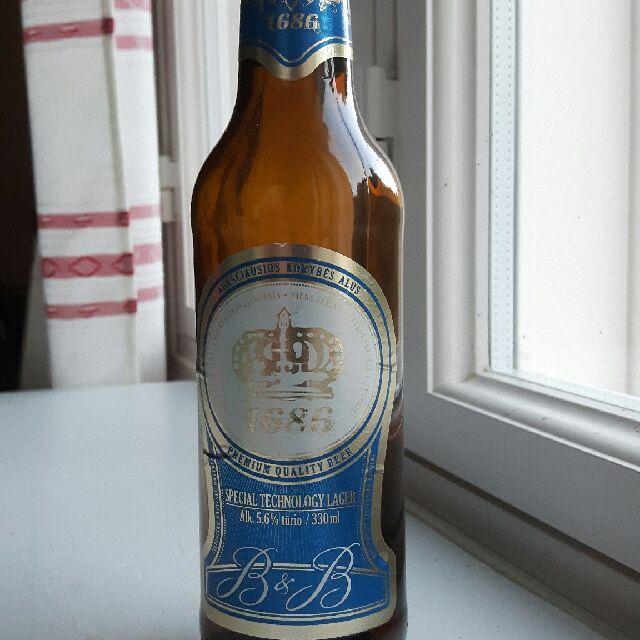 1686
AUKŠČIAUSIOS KOKYBĖS ALUS
1686
PREMIUM QUALITY BEER
SPECIAL TECHNOLOGY LAGER
Alk. 5.6% tūrio / 330 ml
B & B